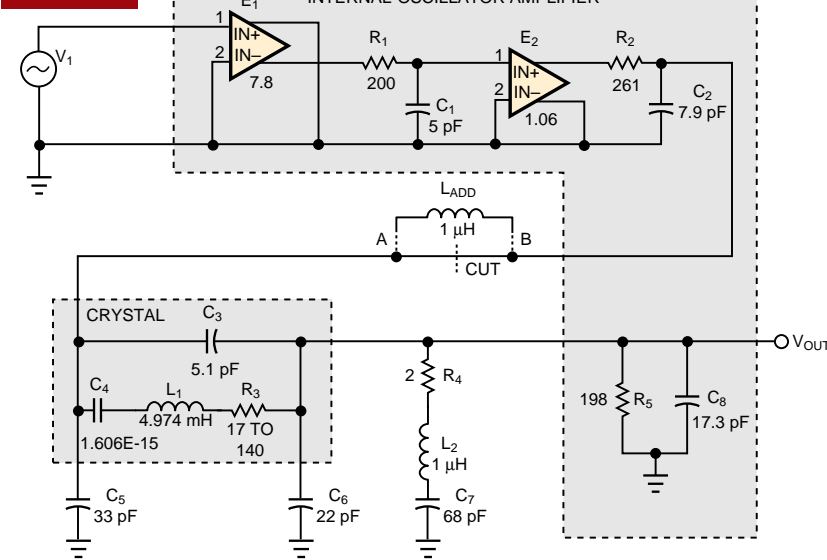 INTERNAL OSCILLATOR AMPLIFIER
E1
1
IN+
2
IN–
7.8
V1
R1
200
C1
5 pF
E2
1
IN+
2
IN–
1.06
R2
261
C2
7.9 pF
LADD
1 µH
A
B
CUT
CRYSTAL
C3
5.1 pF
C4
1.606E-15
L1
4.974 mH
R3
17 TO
140
2
R4
L2
1 µH
198
R5
C8
17.3 pF
VOUT
C5
33 pF
C6
22 pF
C7
68 pF